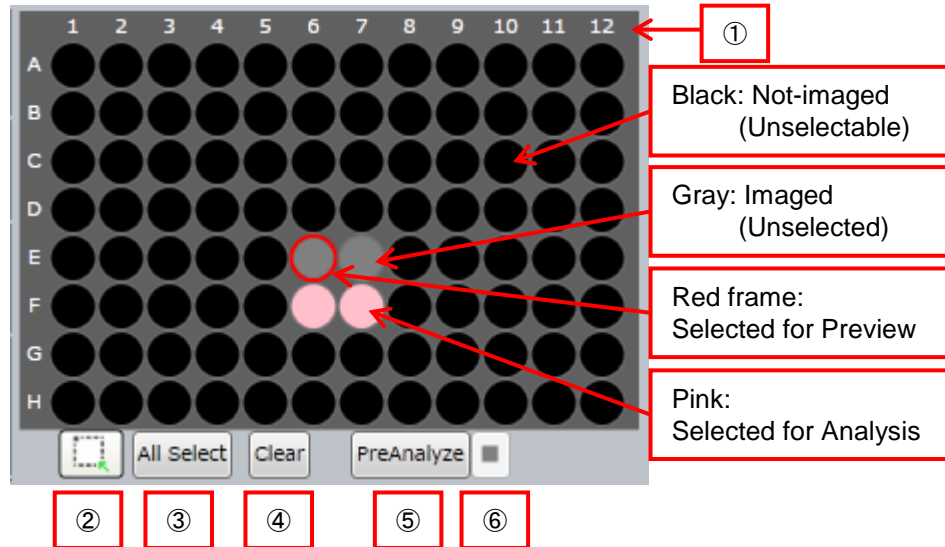 1 2 3 4 5 6 7 8 9 10 11 12
①
A
B
C
D
E
F
G
H
Black: Not-imaged
(Unselectable)
Gray: Imaged
(Unselected)
Red frame:
Selected for Preview
Pink:
Selected for Analysis
All Select Clear PreAnalyze
② ③ ④ ⑤ ⑥